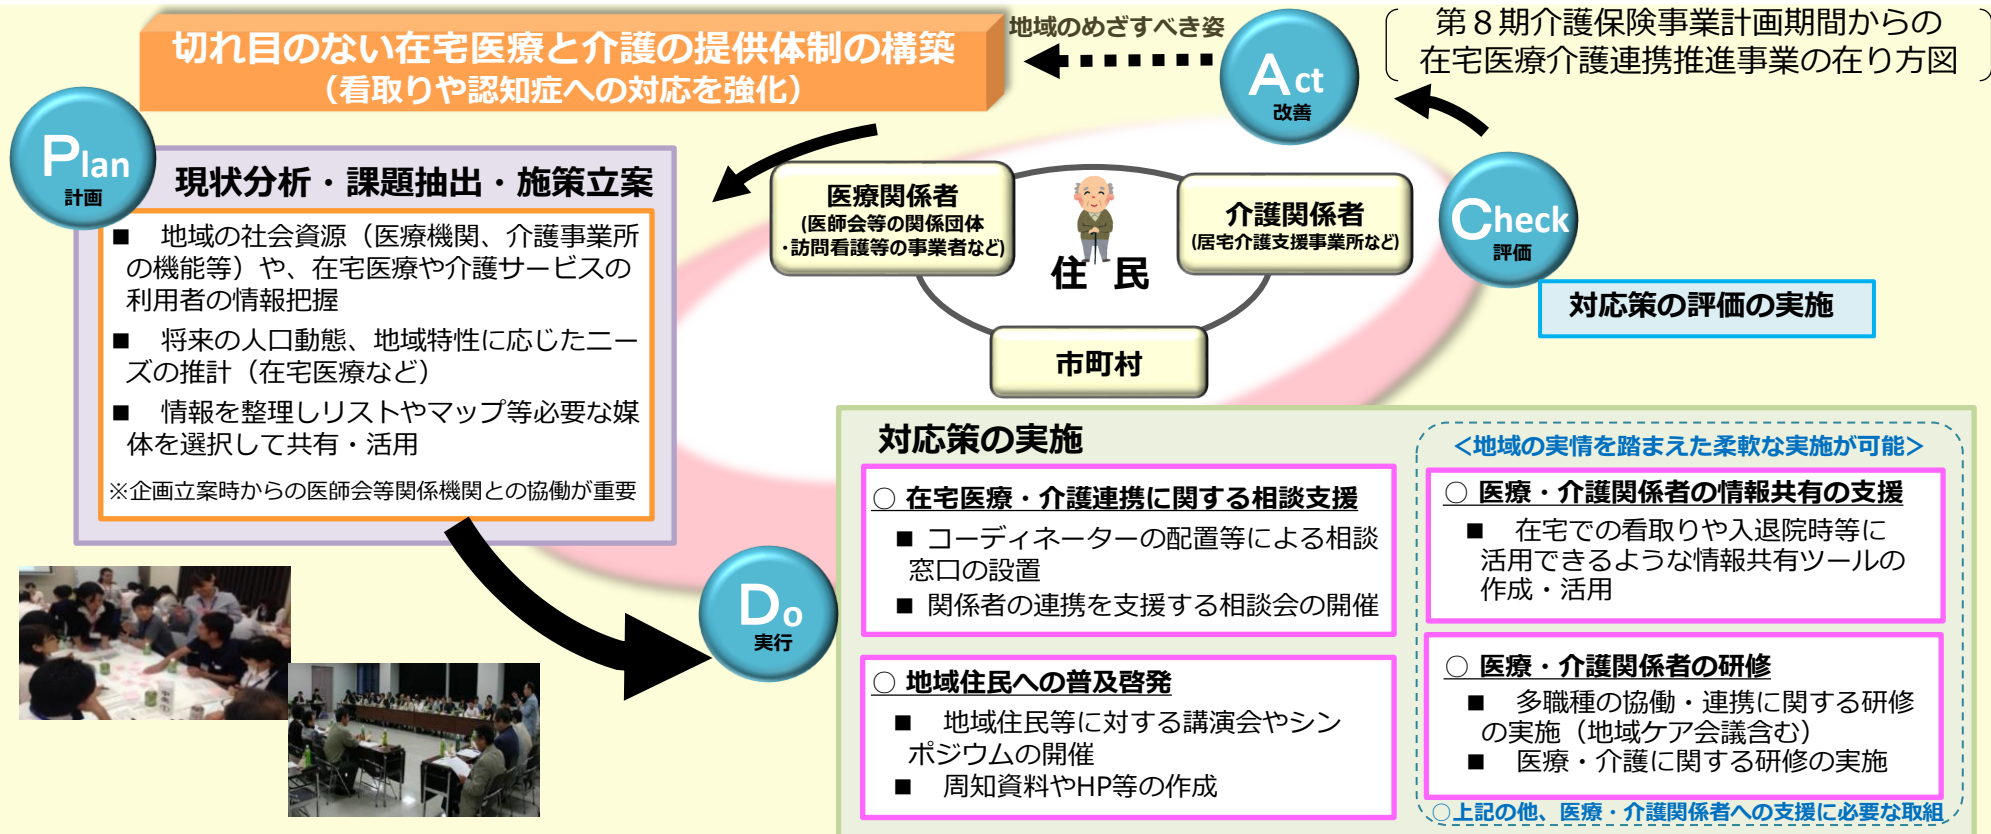 切れ目のない在宅医療と介護の提供体制の構築
（看取りや認知症への対応を強化）
地域のめざすべき姿
Act
改善
第８期介護保険事業計画期間からの
在宅医療介護連携推進事業の在り方図
Plan
計画
現状分析・課題抽出・施策立案
■ 地域の社会資源（医療機関、介護事業所
の機能等）や、在宅医療や介護サービスの
利用者の情報把握
■ 将来の人口動態、地域特性に応じたニー
ズの推計（在宅医療など）
■ 情報を整理しリストやマップ等必要な媒
体を選択して共有・活用
※企画立案時からの医師会等関係機関との協働が重要
医療関係者
(医師会等の関係団体
・訪問看護等の事業者など)
介護関係者
(居宅介護支援事業所など)
住 民
市町村
Check
評価
対応策の評価の実施
Do
実行
対応策の実施
○ 在宅医療・介護連携に関する相談支援
■ コーディネーターの配置等による相談
窓口の設置
■ 関係者の連携を支援する相談会の開催
○ 地域住民への普及啓発
■ 地域住民等に対する講演会やシン
ポジウムの開催
■ 周知資料やHP等の作成
＜地域の実情を踏まえた柔軟な実施が可能＞
○ 医療・介護関係者の情報共有の支援
■ 在宅での看取りや入退院時等に
活用できるような情報共有ツールの
作成・活用
○ 医療・介護関係者の研修
■ 多職種の協働・連携に関する研修
の実施（地域ケア会議含む）
■ 医療・介護に関する研修の実施
○上記の他、医療・介護関係者への支援に必要な取組